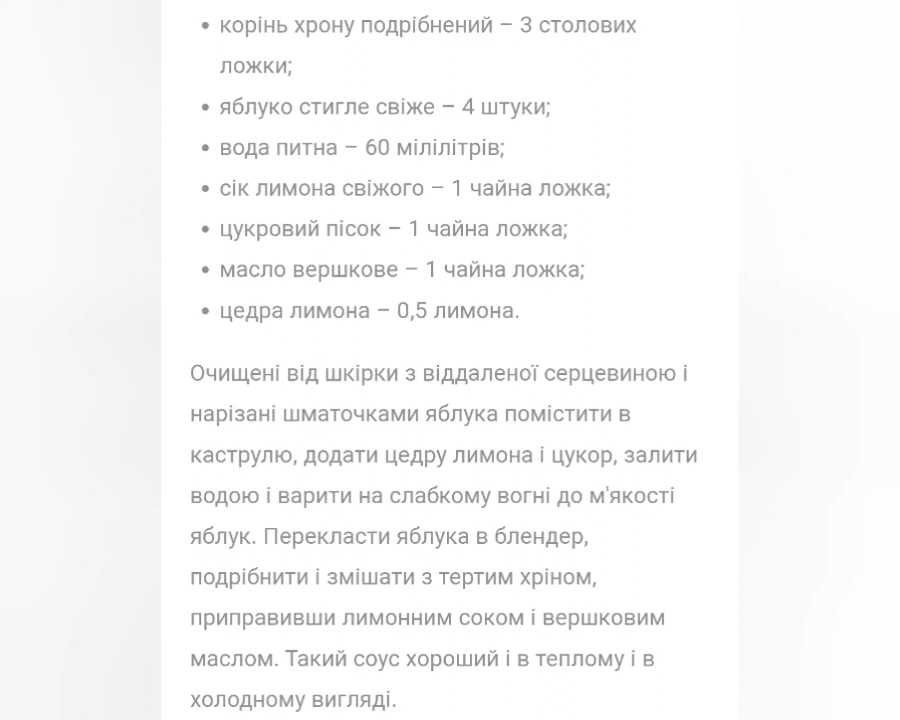 • корінь хрону подрібнений – 3 столових
ложки;
• яблуко стигле свіже – 4 штуки;
• вода питна – 60 мілілітрів;
• сік лимона свіжого – 1 чайна ложка;
• цукровий пісок – 1 чайна ложка;
• масло вершкове – 1 чайна ложка;
• цедра лимона – 0,5 лимона.
Очищені від шкірки з віддаленої серцевиною і
нарізані шматочками яблука помістити в
каструлю, додати цедру лимона і цукор, залити
водою і варити на слабкому вогні до м'якості
яблук. Перекласти яблука в блендер,
подрібнити і змішати з тертим хріном,
приправивши лимонним соком і вершковим
маслом. Такий соус хороший і в теплому і в
холодному вигляді.